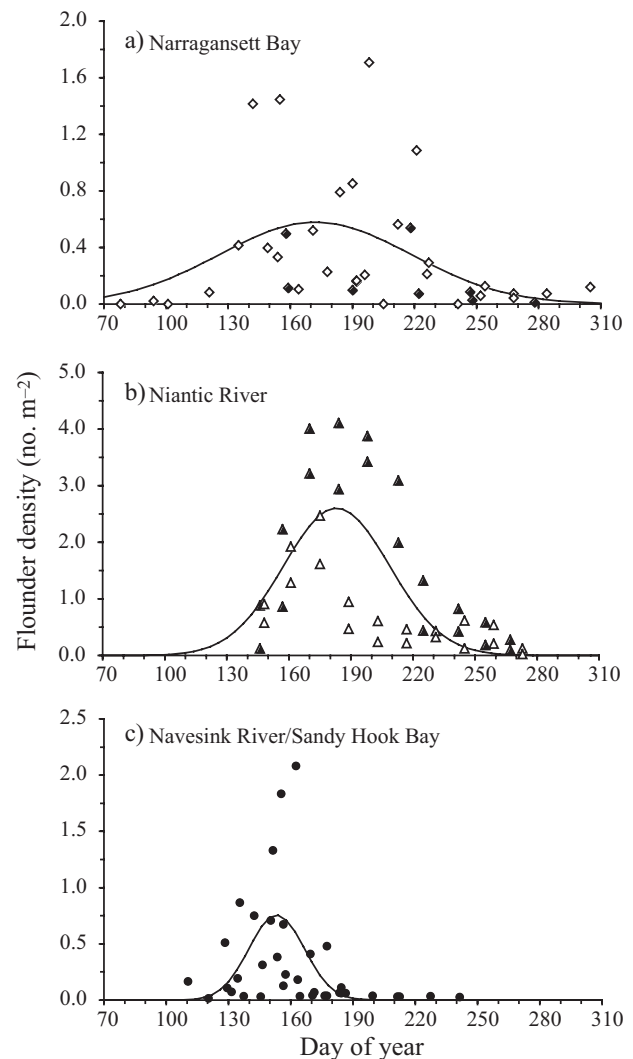 a) Narragansett Bay
2.0
1.6
1.2
0.8
0.4
0.0
70 100 130 160 190 220 250 280 310
b) Niantic River
5.0
4.0
3.0
2.0
1.0
0.0
70 100 130 160 190 220 250 280 310
Flounder density (no. m⁻²)
c) Navesink River/Sandy Hook Bay
2.5
2.0
1.5
1.0
0.5
0.0
70 100 130 160 190 220 250 280 310
Day of year